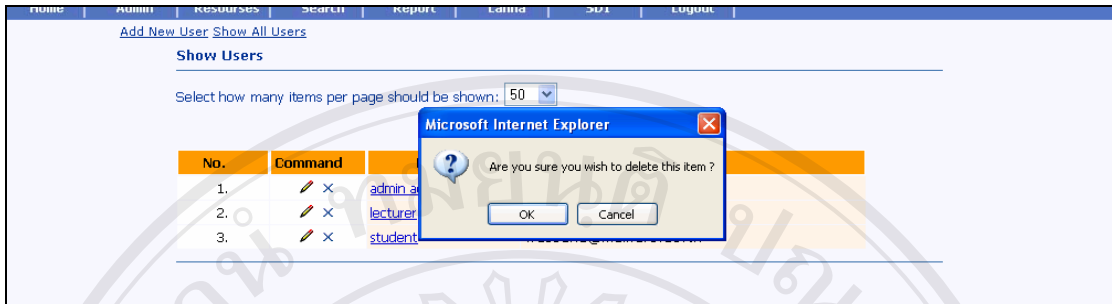 Home Admin Resourses Search Report Lanna SDI Logout
Add New User Show All Users
Show Users
Select how many items per page should be shown: 50
Microsoft Internet Explorer
Are you sure you wish to delete this item ?
OK Cancel
No. Command
1. admin
2. lecturer
3. student